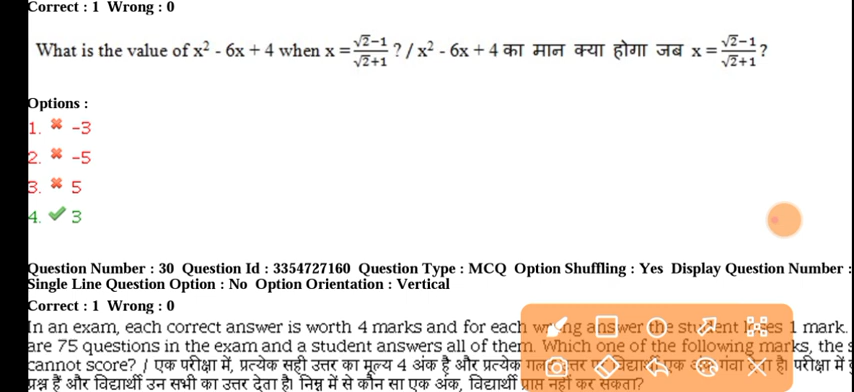 Correct : 1 Wrong : 0
What is the value of x² - 6x + 4 when x = (√2-1)/(√2+1) ? / x² - 6x + 4 का मान क्या होगा जब x = (√2-1)/(√2+1)?
Options :
1. -3
2. -5
3. 5
4. 3
Question Number : 30 Question Id : 3354727160 Question Type : MCQ Option Shuffling : Yes Display Question Number :
Single Line Question Option : No Option Orientation : Vertical
Correct : 1 Wrong : 0
In an exam, each correct answer is worth 4 marks and for each wrong answer the student loses 1 mark.
are 75 questions in the exam and a student answers all of them. Which one of the following marks, the
cannot score? / एक परीक्षा में, प्रत्येक सही उत्तर का मूल्य 4 अंक है और प्रत्येक परीक्षा में
प्रश्न हैं और विद्यार्थी उन सभी का उत्तर देता है। निम्न में से कौन सा एक अंक, विद्यार्थी प्राप्त नहीं कर सकता?